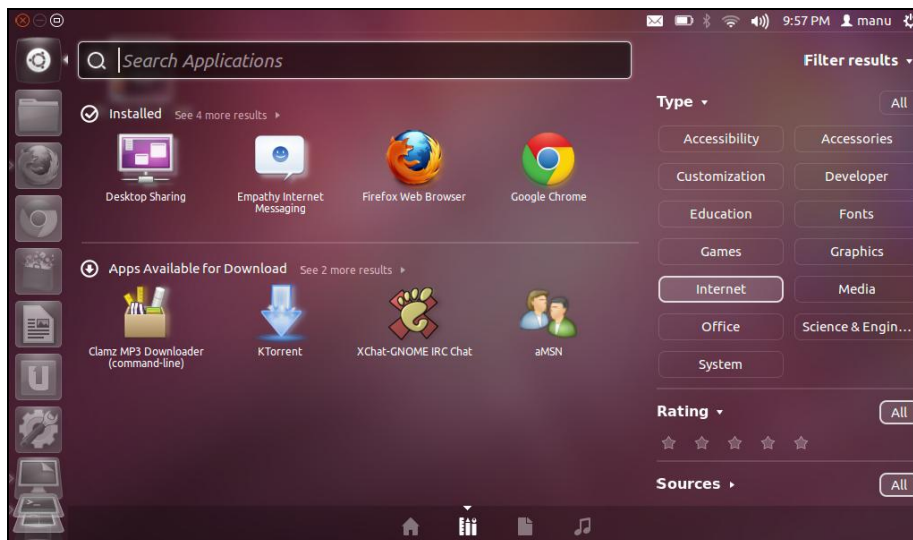 9:57 PM manu
Search Applications
Filter results
Installed See 4 more results
Desktop Sharing
Empathy Internet
Messaging
Firefox Web Browser
Google Chrome
Apps Available for Download See 2 more results
Clamz MP3 Downloader
(command-line)
KTorrent
XChat-GNOME IRC Chat
aMSN
Type All
Accessibility Accessories
Customization Developer
Education Fonts
Games Graphics
Internet Media
Office Science & Engin...
System
Rating All
Sources All